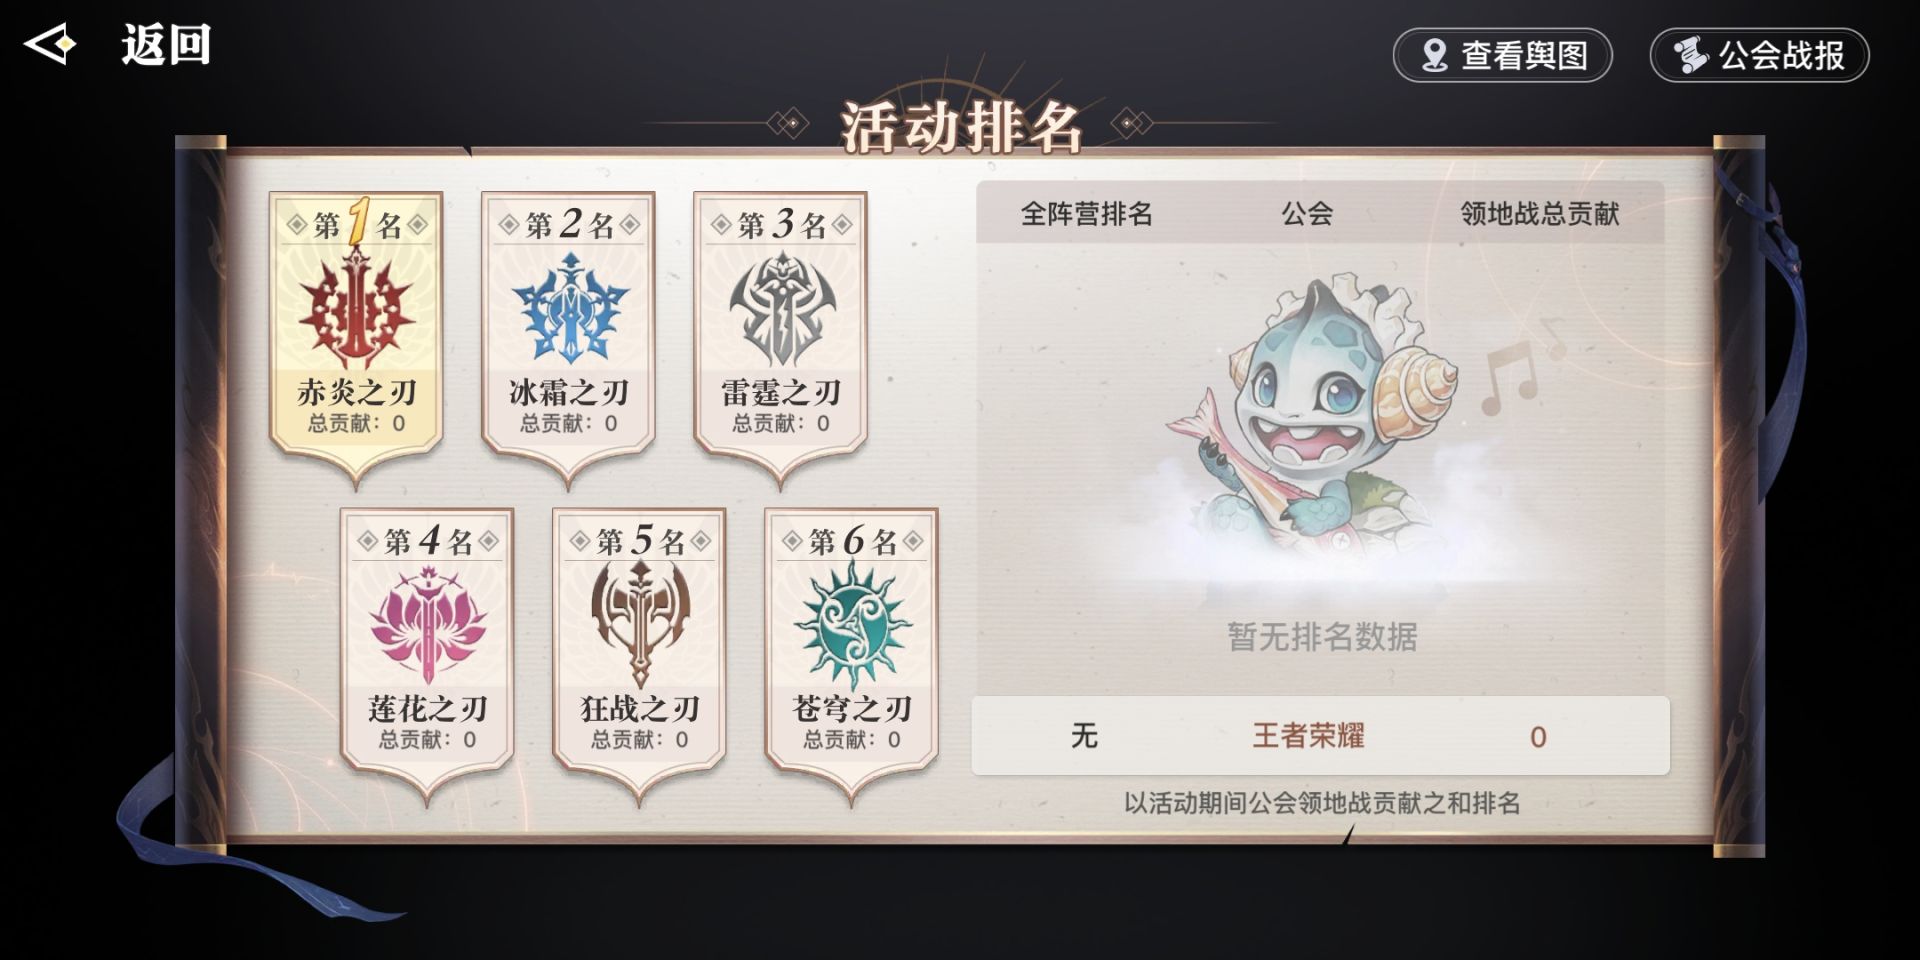 返回
查看舆图
公会战报
活动排名
第1名
赤炎之刃
总贡献：0
第2名
冰霜之刃
总贡献：0
第3名
雷霆之刃
总贡献：0
第4名
莲花之刃
总贡献：0
第5名
狂战之刃
总贡献：0
第6名
苍穹之刃
总贡献：0
全阵营排名 公会 领地战总贡献
暂无排名数据
无 王者荣耀 0
以活动期间公会领地战贡献之和排名